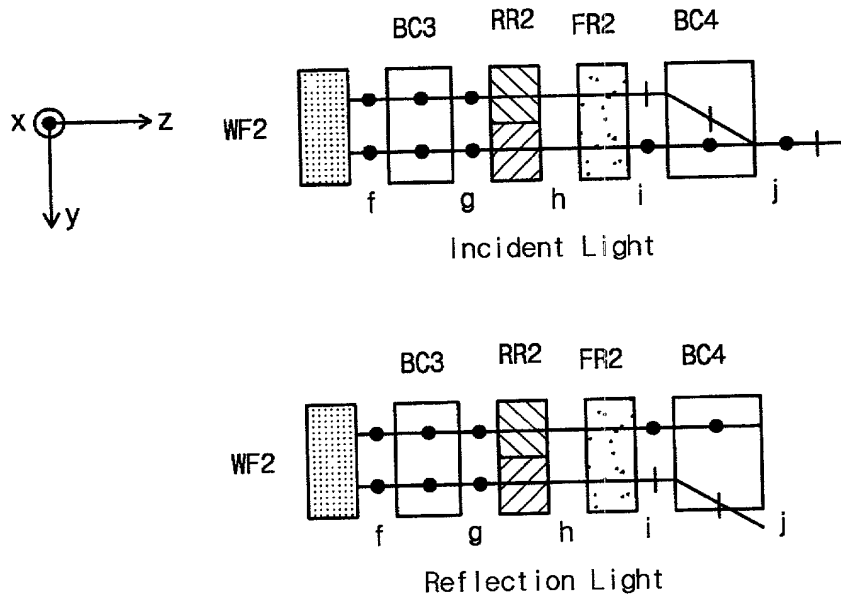 BC3 RR2 FR2 BC4
x z WF2
y
f g h i j
Incident Light
BC3 RR2 FR2 BC4
WF2
f g h i j
Reflection Light